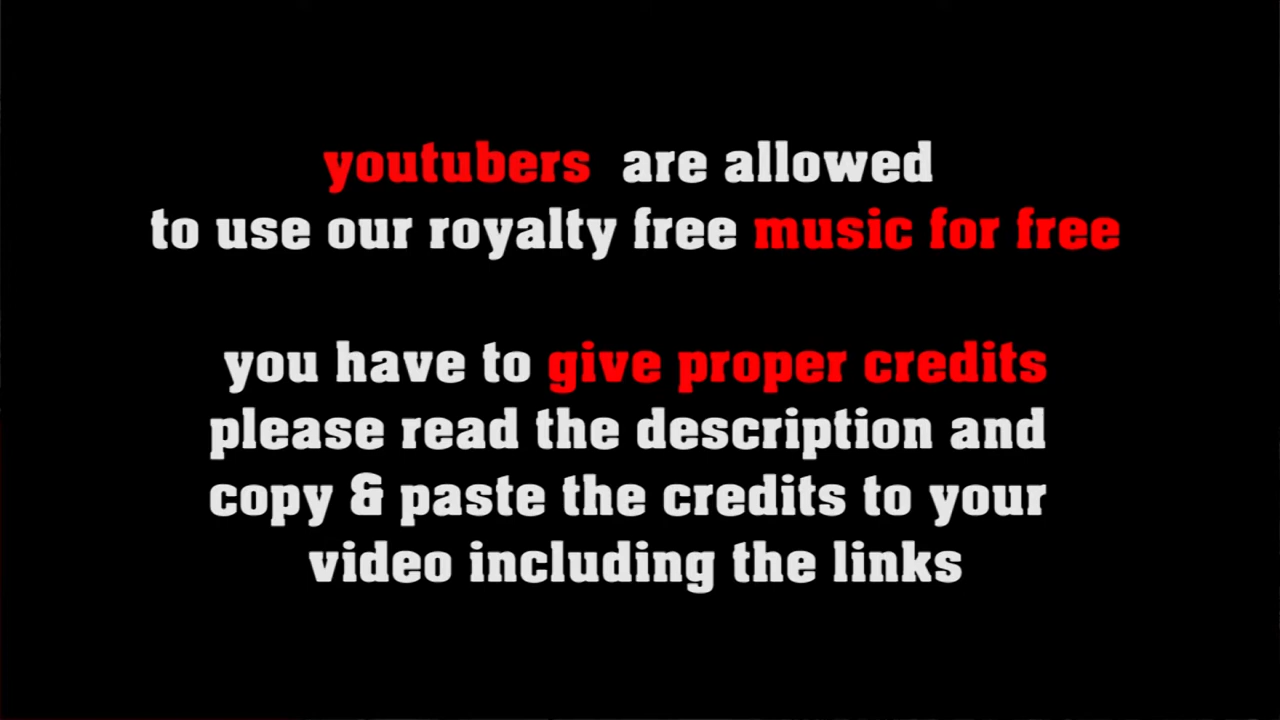 youtubers are allowed
to use our royalty free music for free
you have to give proper credits
please read the description and
copy & paste the credits to your
video including the links